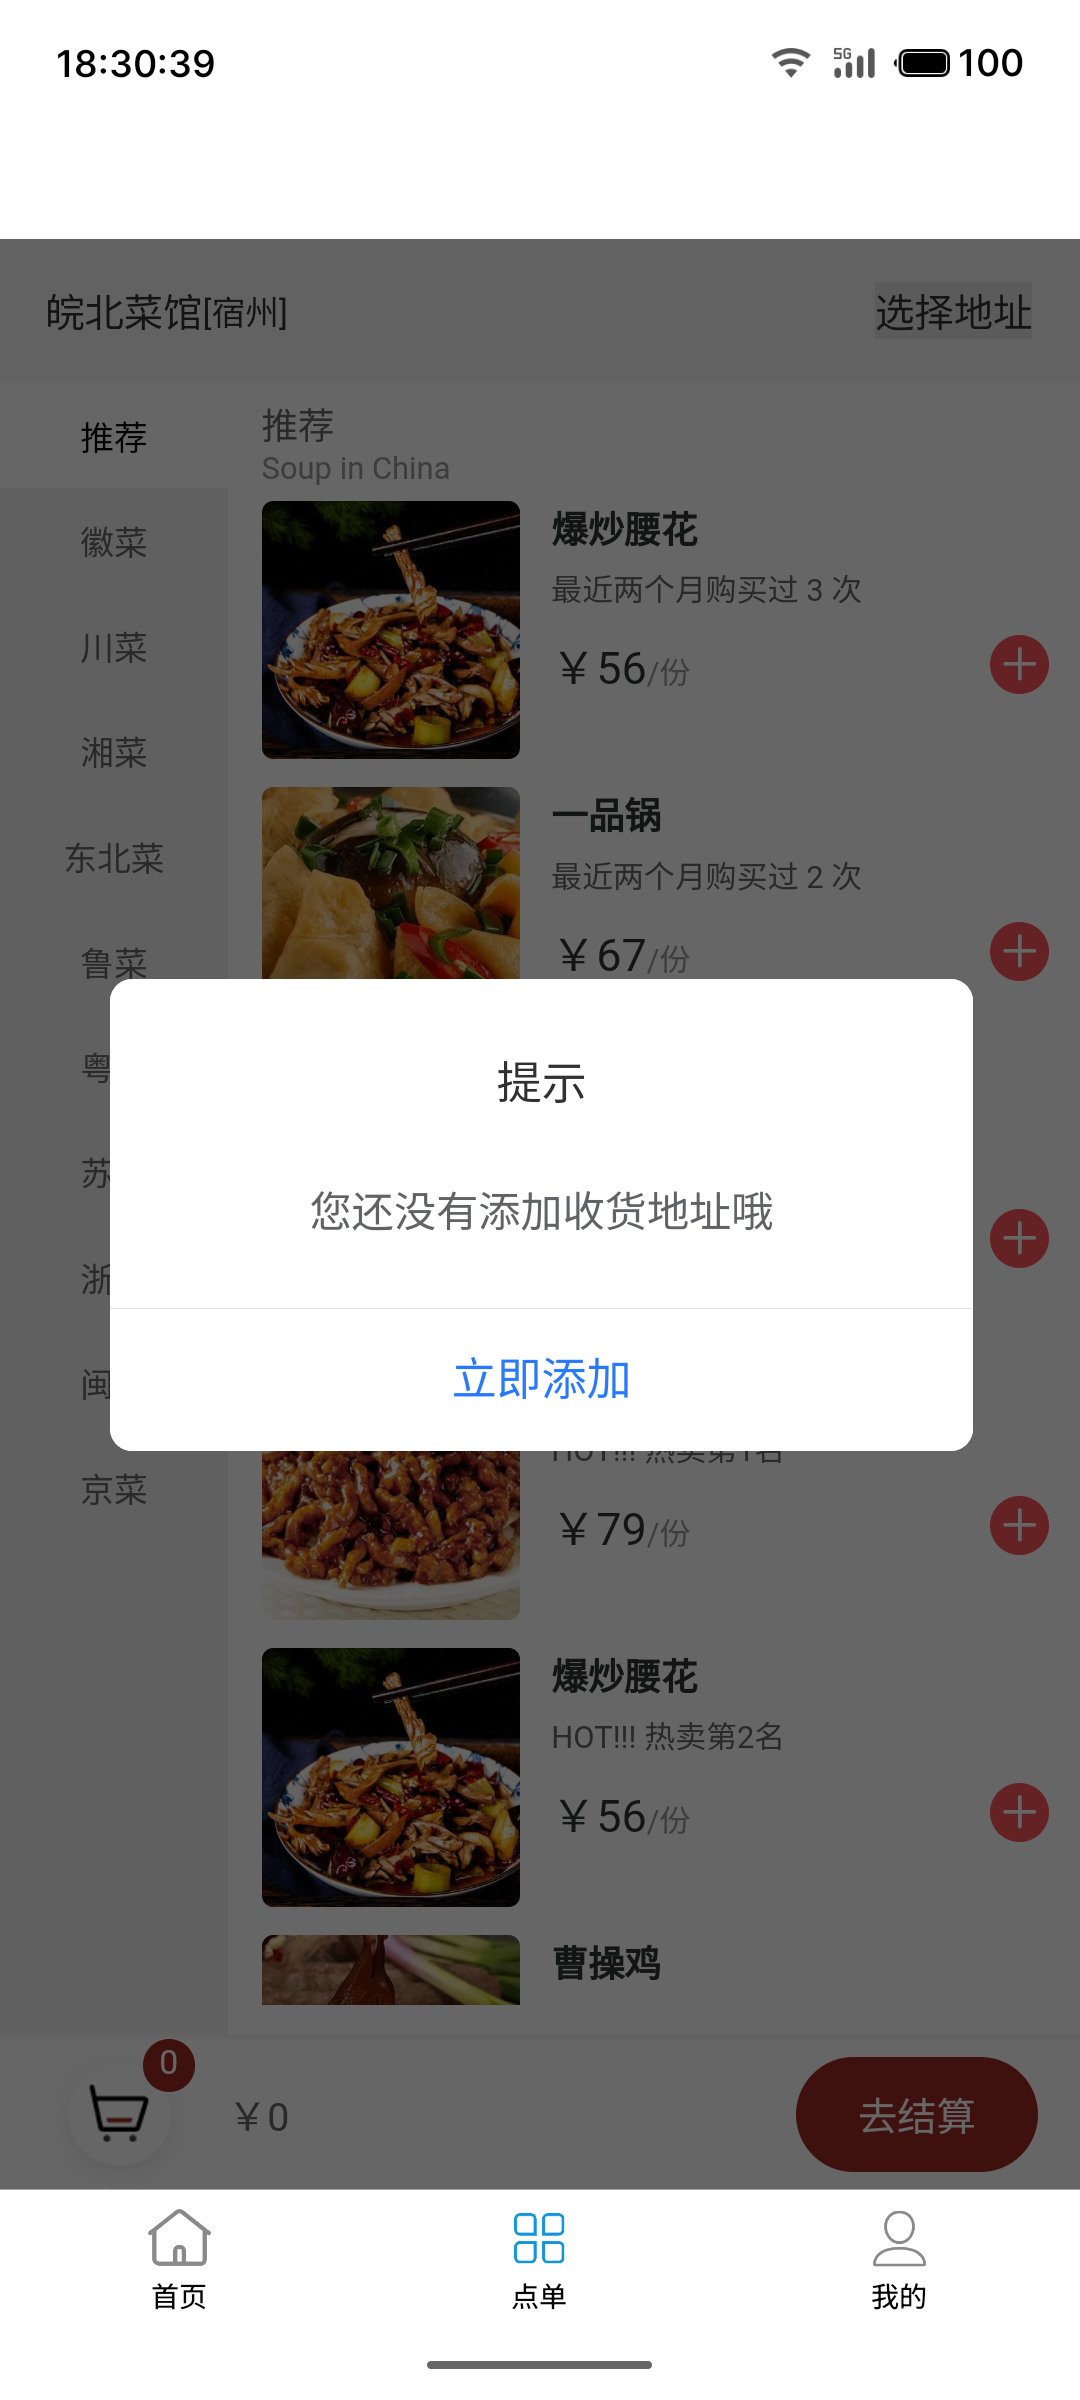 18:30:39
5G
100
皖北菜馆[宿州]
选择地址
推荐
徽菜
川菜
湘菜
东北菜
鲁菜
粤
苏
浙
闽
京菜
推荐
Soup in China
爆炒腰花
最近两个月购买过 3 次
￥56/份
一品锅
最近两个月购买过 2 次
￥67/份
提示
您还没有添加收货地址哦
立即添加
HOT!!! 热卖第1名
￥79/份
爆炒腰花
HOT!!! 热卖第2名
￥56/份
曹操鸡
0
￥0
去结算
首页
点单
我的